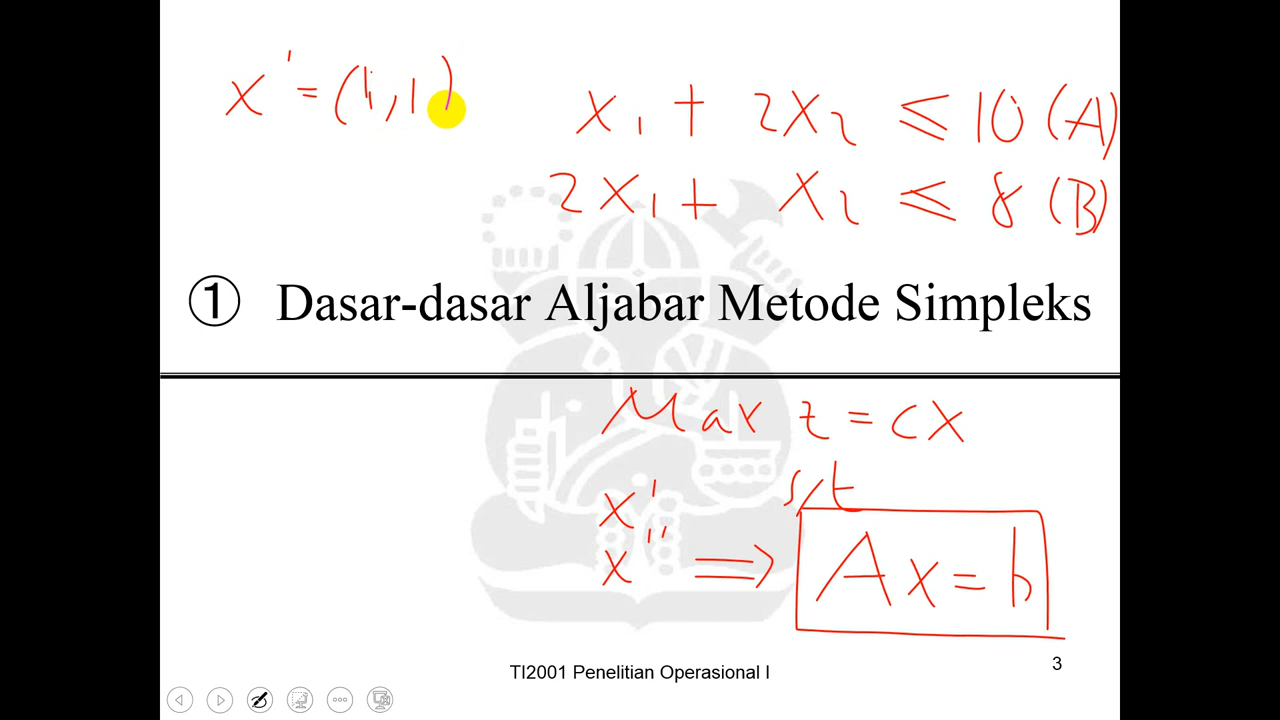 x' = (1,1)
x₁ + 2x₂ ≤ 10 (A)
2x₁ + x₂ ≤ 8 (B)
① Dasar-dasar Aljabar Metode Simpleks
Max z = cx
s/t
x'
x'' ⇒ Ax = b
TI2001 Penelitian Operasional I
3